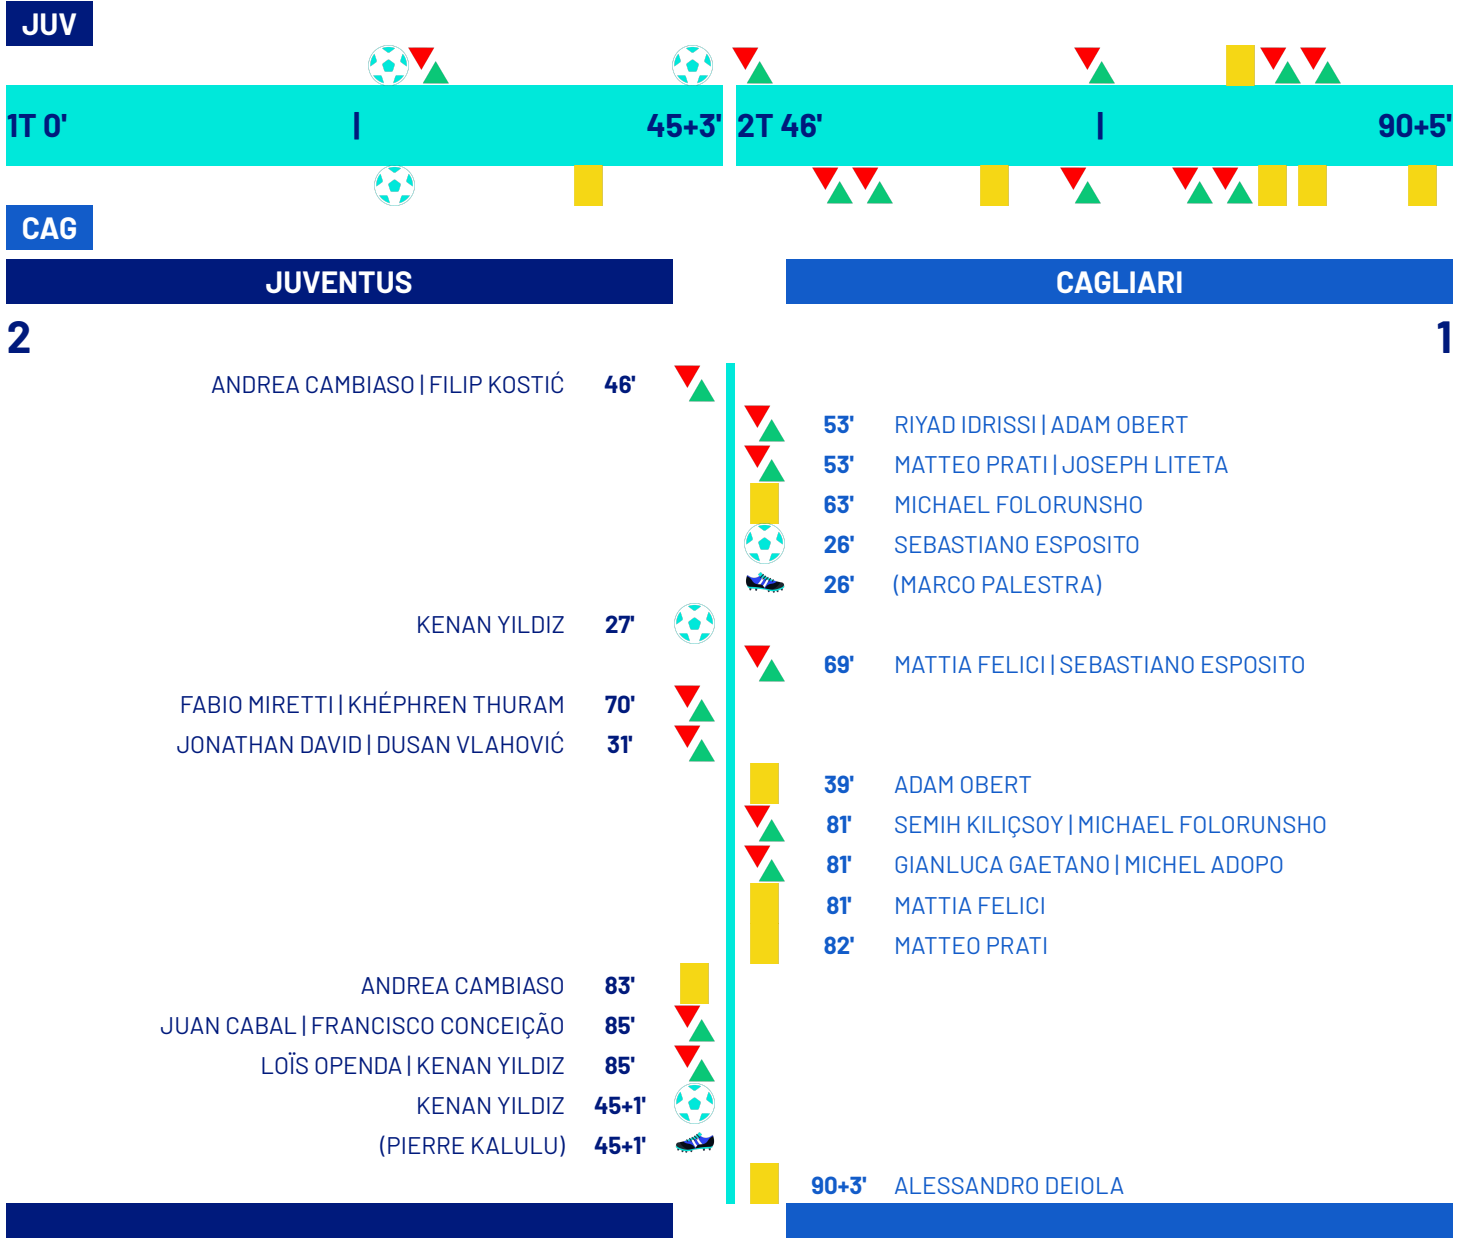 JUV
1T 0' | 45+3' 2T 46' | 90+5'
CAG
JUVENTUS CAGLIARI
2 1
ANDREA CAMBIASO | FILIP KOSTIĆ 46'
53' RIYAD IDRISSI | ADAM OBERT
53' MATTEO PRATI | JOSEPH LITETA
63' MICHAEL FOLORUNSHO
26' SEBASTIANO ESPOSITO
26' (MARCO PALESTRA)
KENAN YILDIZ 27'
69' MATTIA FELICI | SEBASTIANO ESPOSITO
FABIO MIRETTI | KHÉPHREN THURAM 70'
JONATHAN DAVID | DUSAN VLAHOVIĆ 31'
39' ADAM OBERT
81' SEMIH KILIÇSOY | MICHAEL FOLORUNSHO
81' GIANLUCA GAETANO | MICHEL ADOPO
81' MATTIA FELICI
82' MATTEO PRATI
ANDREA CAMBIASO 83'
JUAN CABAL | FRANCISCO CONCEIÇÃO 85'
LOÏS OPENDA | KENAN YILDIZ 85'
KENAN YILDIZ 45+1'
(PIERRE KALULU) 45+1'
90+3' ALESSANDRO DEIOLA